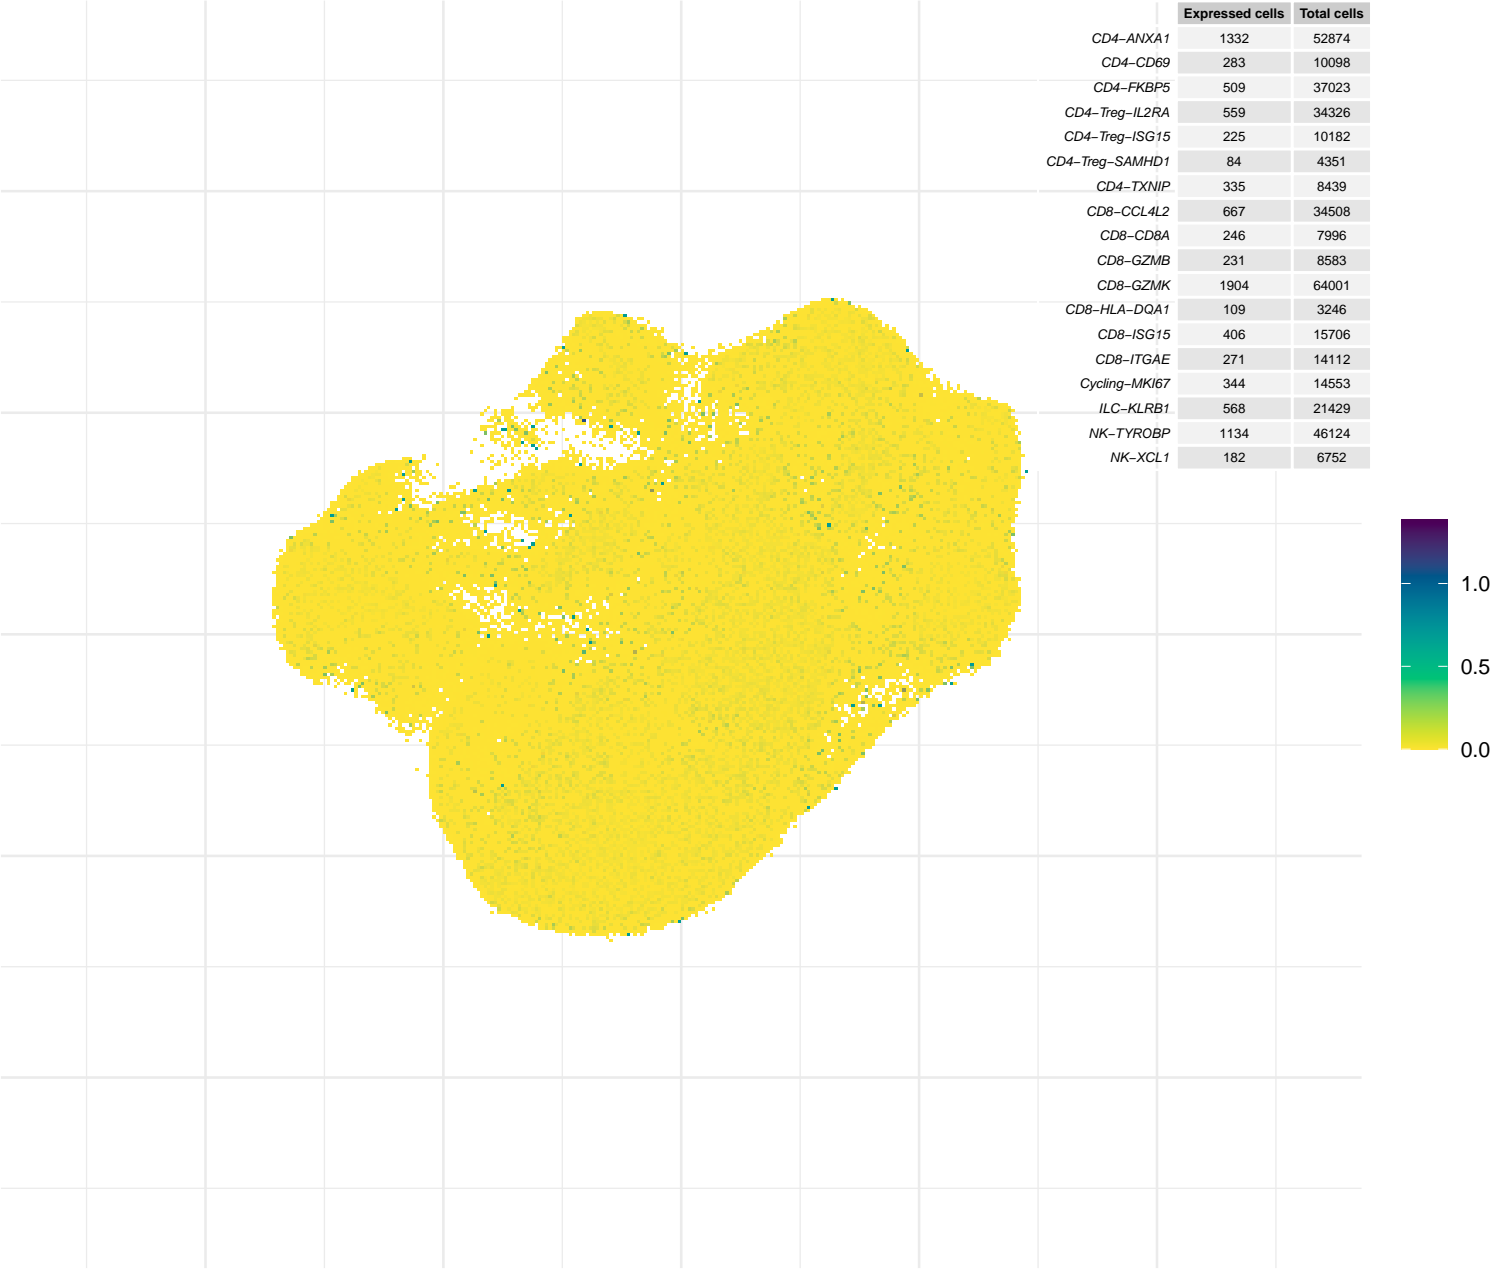 Expressed cells Total cells
CD4−ANXA1 1332 52874
CD4−CD69 283 10098
CD4−FKBP5 509 37023
CD4−Treg−IL2RA 559 34326
CD4−Treg−ISG15 225 10182
CD4−Treg−SAMHD1 84 4351
CD4−TXNIP 335 8439
CD8−CCL4L2 667 34508
CD8−CD8A 246 7996
CD8−GZMB 231 8583
CD8−GZMK 1904 64001
CD8−HLA−DQA1 109 3246
CD8−ISG15 406 15706
CD8−ITGAE 271 14112
Cycling−MKI67 344 14553
ILC−KLRB1 568 21429
NK−TYROBP 1134 46124
NK−XCL1 182 6752
1.0
0.5
0.0